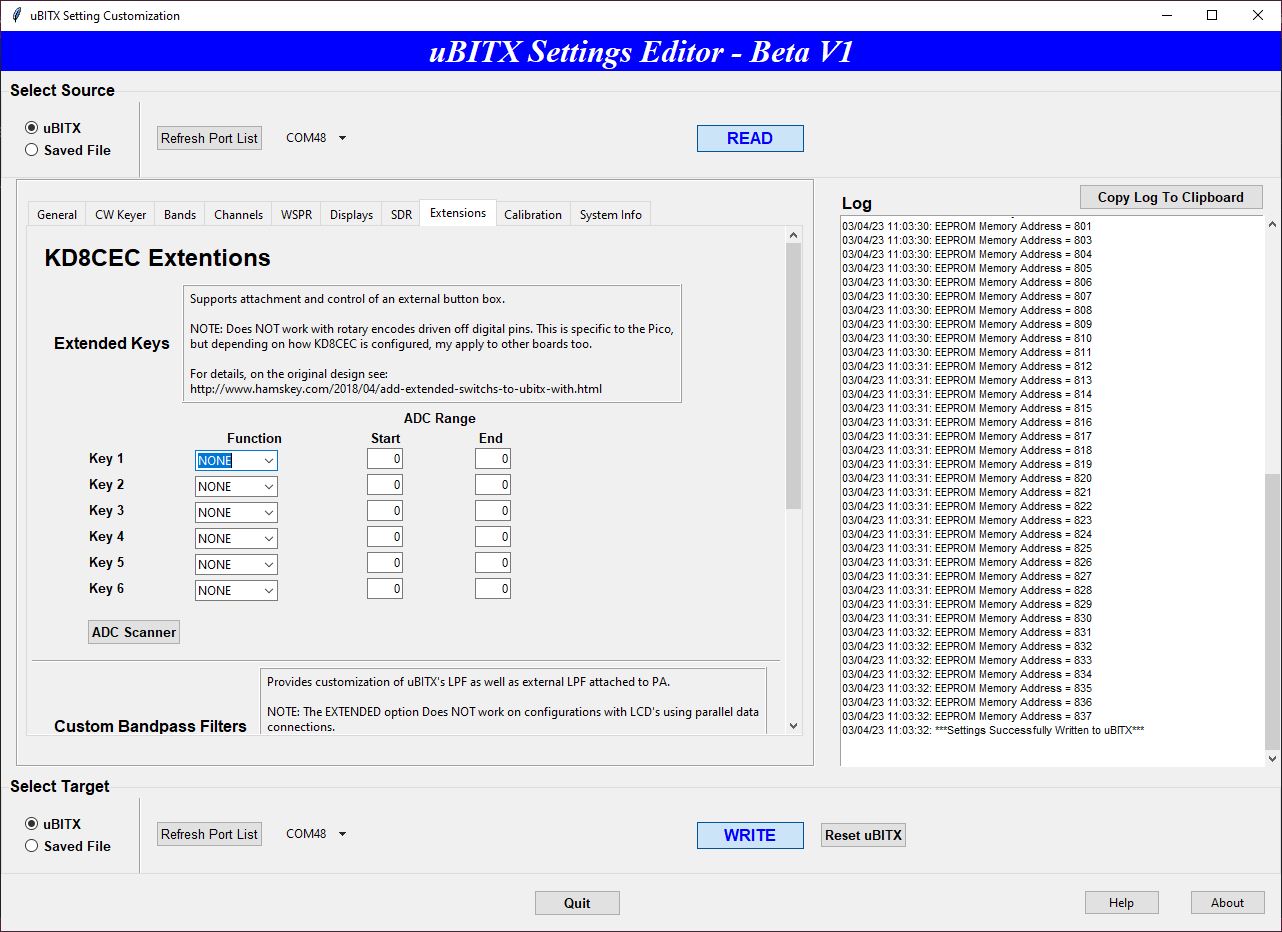 uBITX Setting Customization
uBITX Settings Editor - Beta V1
Select Source
uBITX
Saved File
Refresh Port List
COM48
READ
General
CW Keyer
Bands
Channels
WSPR
Displays
SDR
Extensions
Calibration
System Info
KD8CEC Extentions
Extended Keys
Supports attachment and control of an external button box.
NOTE: Does NOT work with rotary encodes driven off digital pins. This is specific to the Pico,
but depending on how KD8CEC is configured, my apply to other boards too.
For details, on the original design see:
http://www.hamskey.com/2018/04/add-extended-switchs-to-ubitx-with.html
ADC Range
Function Start End
Key 1 NONE 0 0
Key 2 NONE 0 0
Key 3 NONE 0 0
Key 4 NONE 0 0
Key 5 NONE 0 0
Key 6 NONE 0 0
ADC Scanner
Custom Bandpass Filters
Provides customization of uBITX's LPF as well as external LPF attached to PA.
NOTE: The EXTENDED option Does NOT work on configurations with LCD's using parallel data
connections.
Log
Copy Log To Clipboard
03/04/23 11:03:30: EEPROM Memory Address = 801
03/04/23 11:03:30: EEPROM Memory Address = 803
03/04/23 11:03:30: EEPROM Memory Address = 804
03/04/23 11:03:30: EEPROM Memory Address = 805
03/04/23 11:03:30: EEPROM Memory Address = 806
03/04/23 11:03:30: EEPROM Memory Address = 807
03/04/23 11:03:30: EEPROM Memory Address = 808
03/04/23 11:03:30: EEPROM Memory Address = 809
03/04/23 11:03:30: EEPROM Memory Address = 810
03/04/23 11:03:30: EEPROM Memory Address = 811
03/04/23 11:03:31: EEPROM Memory Address = 812
03/04/23 11:03:31: EEPROM Memory Address = 813
03/04/23 11:03:31: EEPROM Memory Address = 814
03/04/23 11:03:31: EEPROM Memory Address = 815
03/04/23 11:03:31: EEPROM Memory Address = 816
03/04/23 11:03:31: EEPROM Memory Address = 817
03/04/23 11:03:31: EEPROM Memory Address = 818
03/04/23 11:03:31: EEPROM Memory Address = 819
03/04/23 11:03:31: EEPROM Memory Address = 820
03/04/23 11:03:31: EEPROM Memory Address = 821
03/04/23 11:03:31: EEPROM Memory Address = 822
03/04/23 11:03:31: EEPROM Memory Address = 823
03/04/23 11:03:31: EEPROM Memory Address = 824
03/04/23 11:03:31: EEPROM Memory Address = 825
03/04/23 11:03:31: EEPROM Memory Address = 826
03/04/23 11:03:31: EEPROM Memory Address = 827
03/04/23 11:03:31: EEPROM Memory Address = 828
03/04/23 11:03:31: EEPROM Memory Address = 829
03/04/23 11:03:31: EEPROM Memory Address = 830
03/04/23 11:03:32: EEPROM Memory Address = 831
03/04/23 11:03:32: EEPROM Memory Address = 832
03/04/23 11:03:32: EEPROM Memory Address = 833
03/04/23 11:03:32: EEPROM Memory Address = 834
03/04/23 11:03:32: EEPROM Memory Address = 835
03/04/23 11:03:32: EEPROM Memory Address = 836
03/04/23 11:03:32: EEPROM Memory Address = 837
03/04/23 11:03:32: ***Settings Successfully Written to uBITX***
Select Target
uBITX
Saved File
Refresh Port List
COM48
WRITE
Reset uBITX
Quit
Help
About